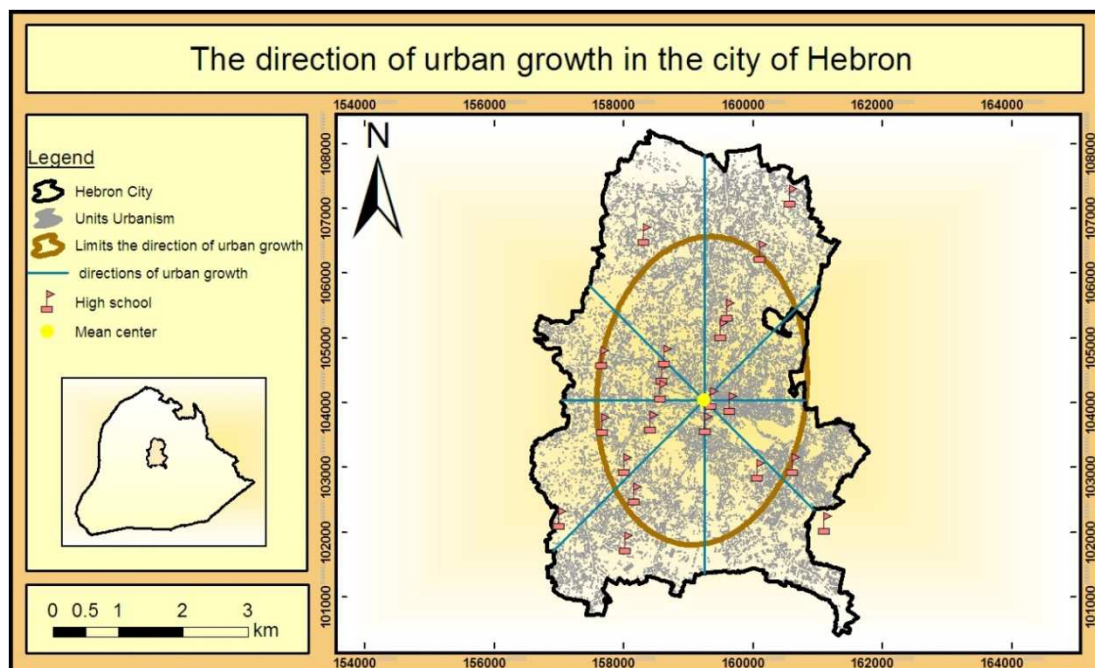 The direction of urban growth in the city of Hebron
Legend
Hebron City
Units Urbanism
Limits the direction of urban growth
directions of urban growth
High school
Mean center
0 0.5 1 2 3
km
154000 156000 158000 160000 162000 164000
N
108000
107000
106000
105000
104000
103000
102000
101000
108000
107000
106000
105000
104000
103000
102000
101000
154000 156000 158000 160000 162000 164000